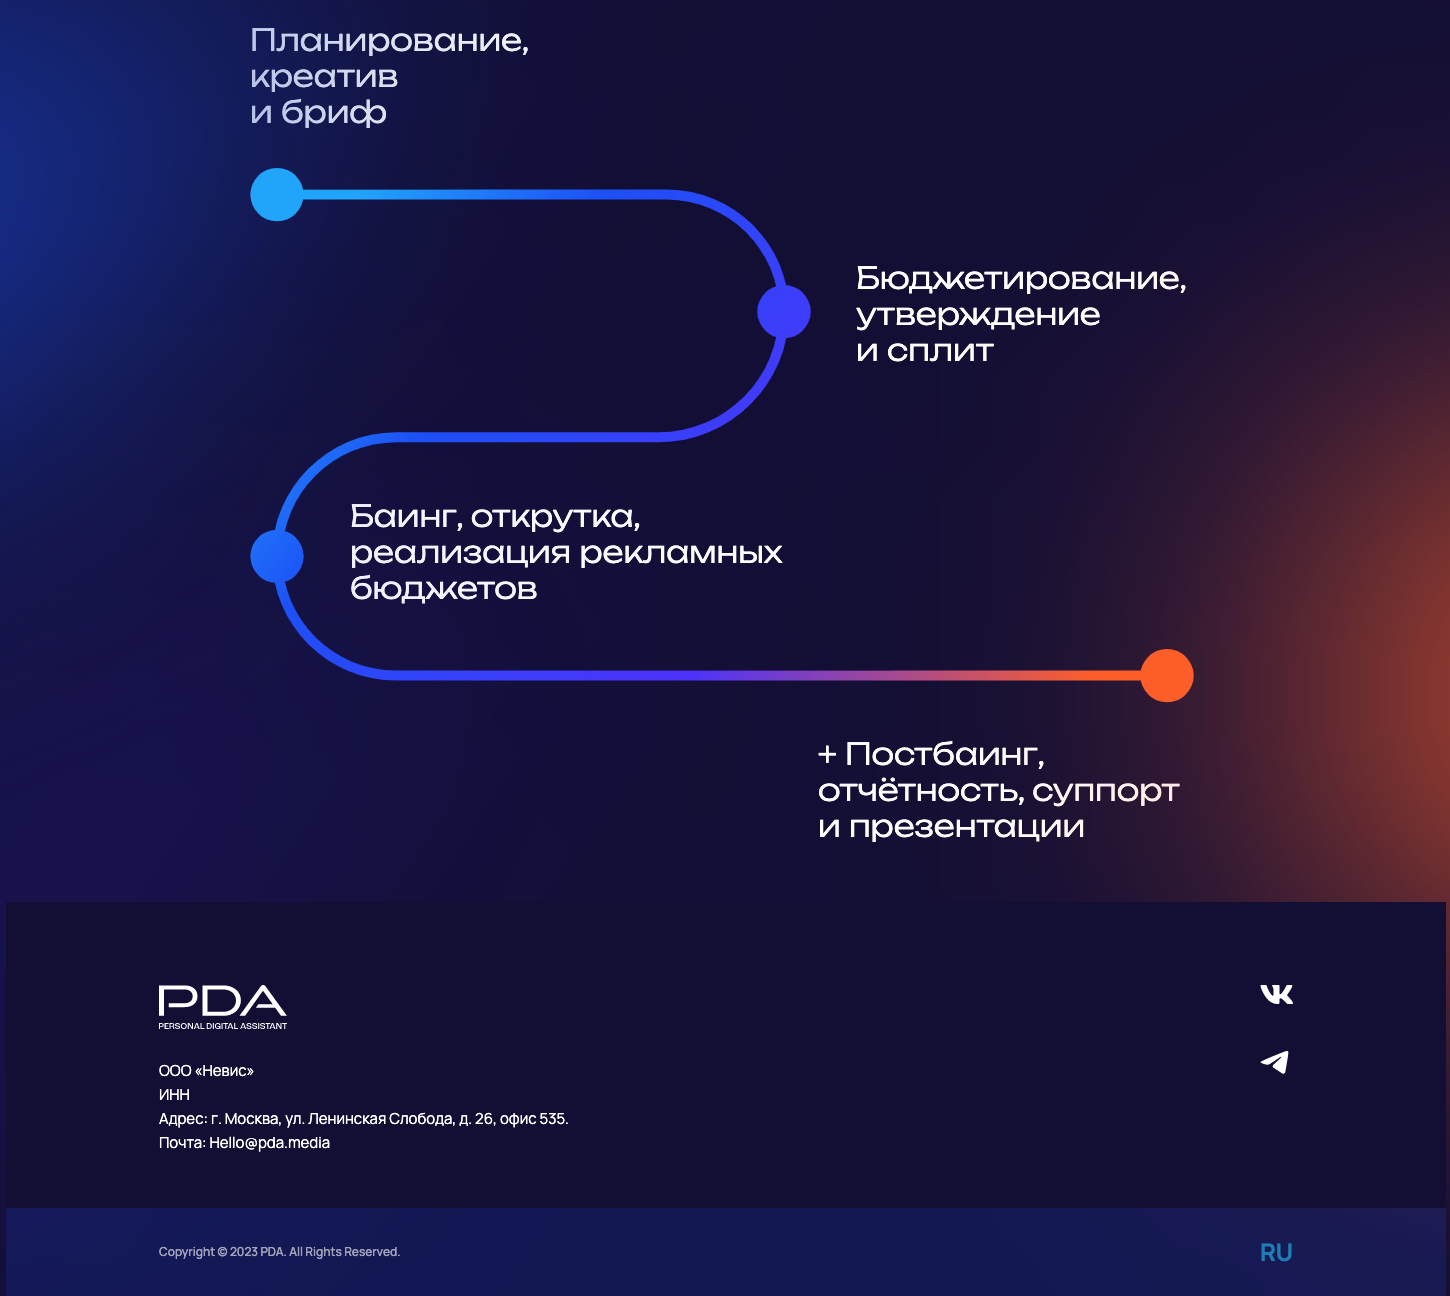 Планирование,
креатив
и бриф
Бюджетирование,
утверждение
и сплит
Баинг, открутка,
реализация рекламных
бюджетов
+ Постбаинг,
отчётность, суппорт
и презентации
PDA
PERSONAL DIGITAL ASSISTANT
ООО «Невис»
ИНН
Адрес: г. Москва, ул. Ленинская Слобода, д. 26, офис 535.
Почта: Hello@pda.media
Copyright © 2023 PDA. All Rights Reserved.
RU